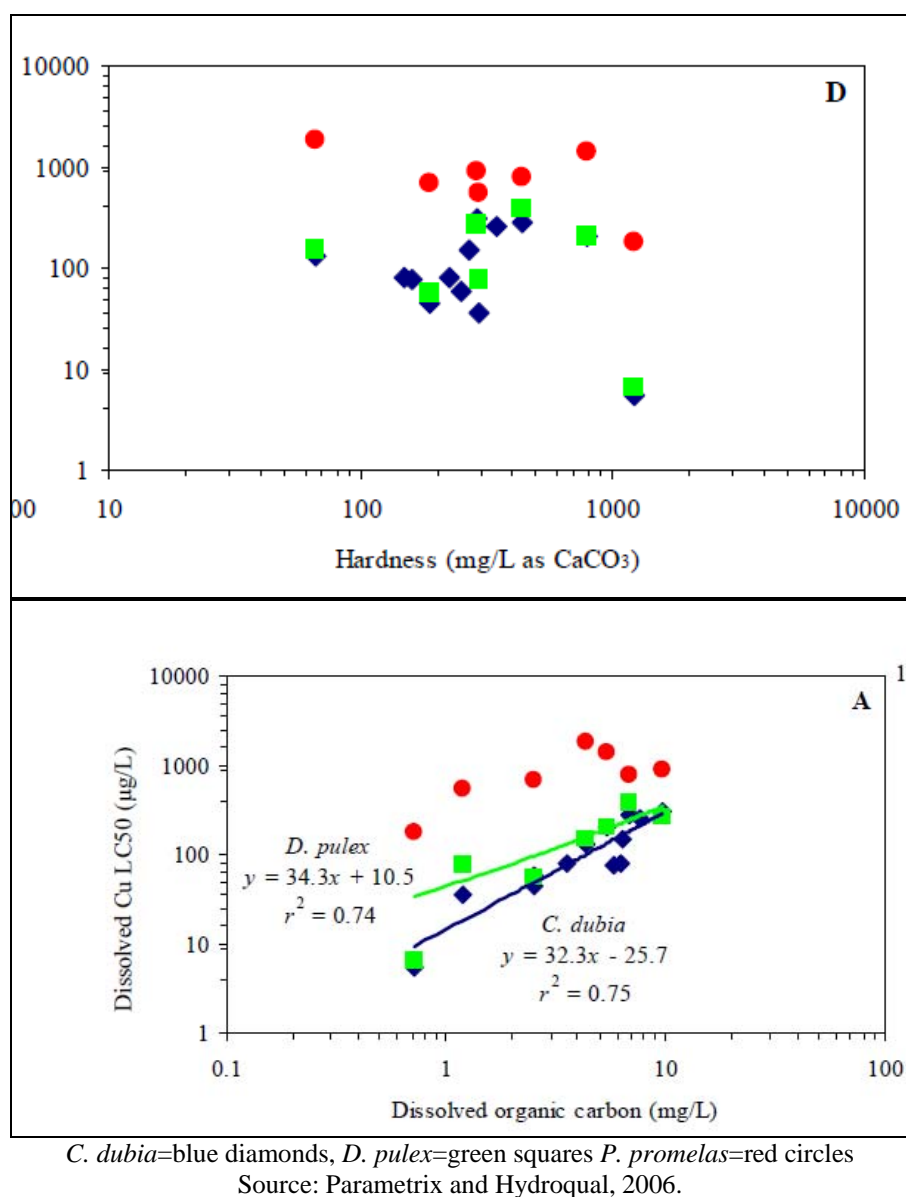 10000
D
1000
100
10
1
00 10 100 1000 10000
Hardness (mg/L as CaCO3)
10000 1
A
1000
Dissolved Cu LC50 (µg/L)
100
D. pulex
y = 34.3x + 10.5
r² = 0.74
10
C. dubia
y = 32.3x - 25.7
r² = 0.75
1
0.1 1 10 100
Dissolved organic carbon (mg/L)
C. dubia=blue diamonds, D. pulex=green squares P. promelas=red circles
Source: Parametrix and Hydroqual, 2006.